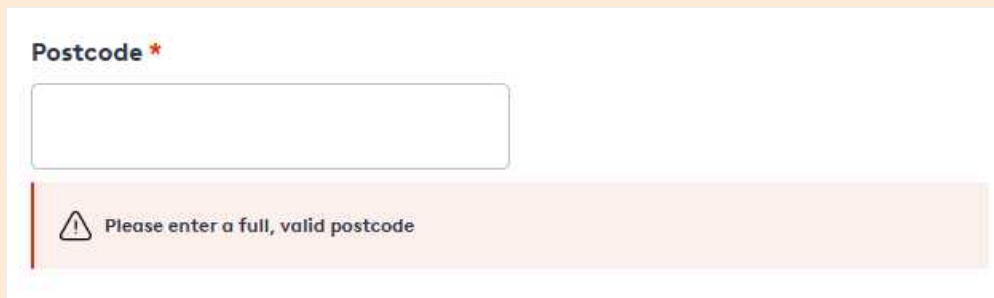 Postcode *
Please enter a full, valid postcode